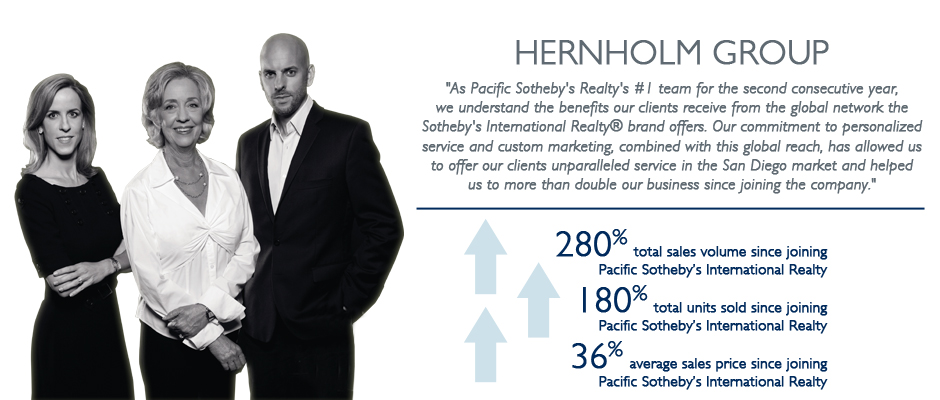 HERNHOLM GROUP
"As Pacific Sotheby's Realty's #1 team for the second consecutive year,
we understand the benefits our clients receive from the global network the
Sotheby's International Realty® brand offers. Our commitment to personalized
service and custom marketing, combined with this global reach, has allowed us
to offer our clients unparalleled service in the San Diego market and helped
us to more than double our business since joining the company."
280% total sales volume since joining
Pacific Sotheby's International Realty
180% total units sold since joining
Pacific Sotheby's International Realty
36% average sales price since joining
Pacific Sotheby's International Realty